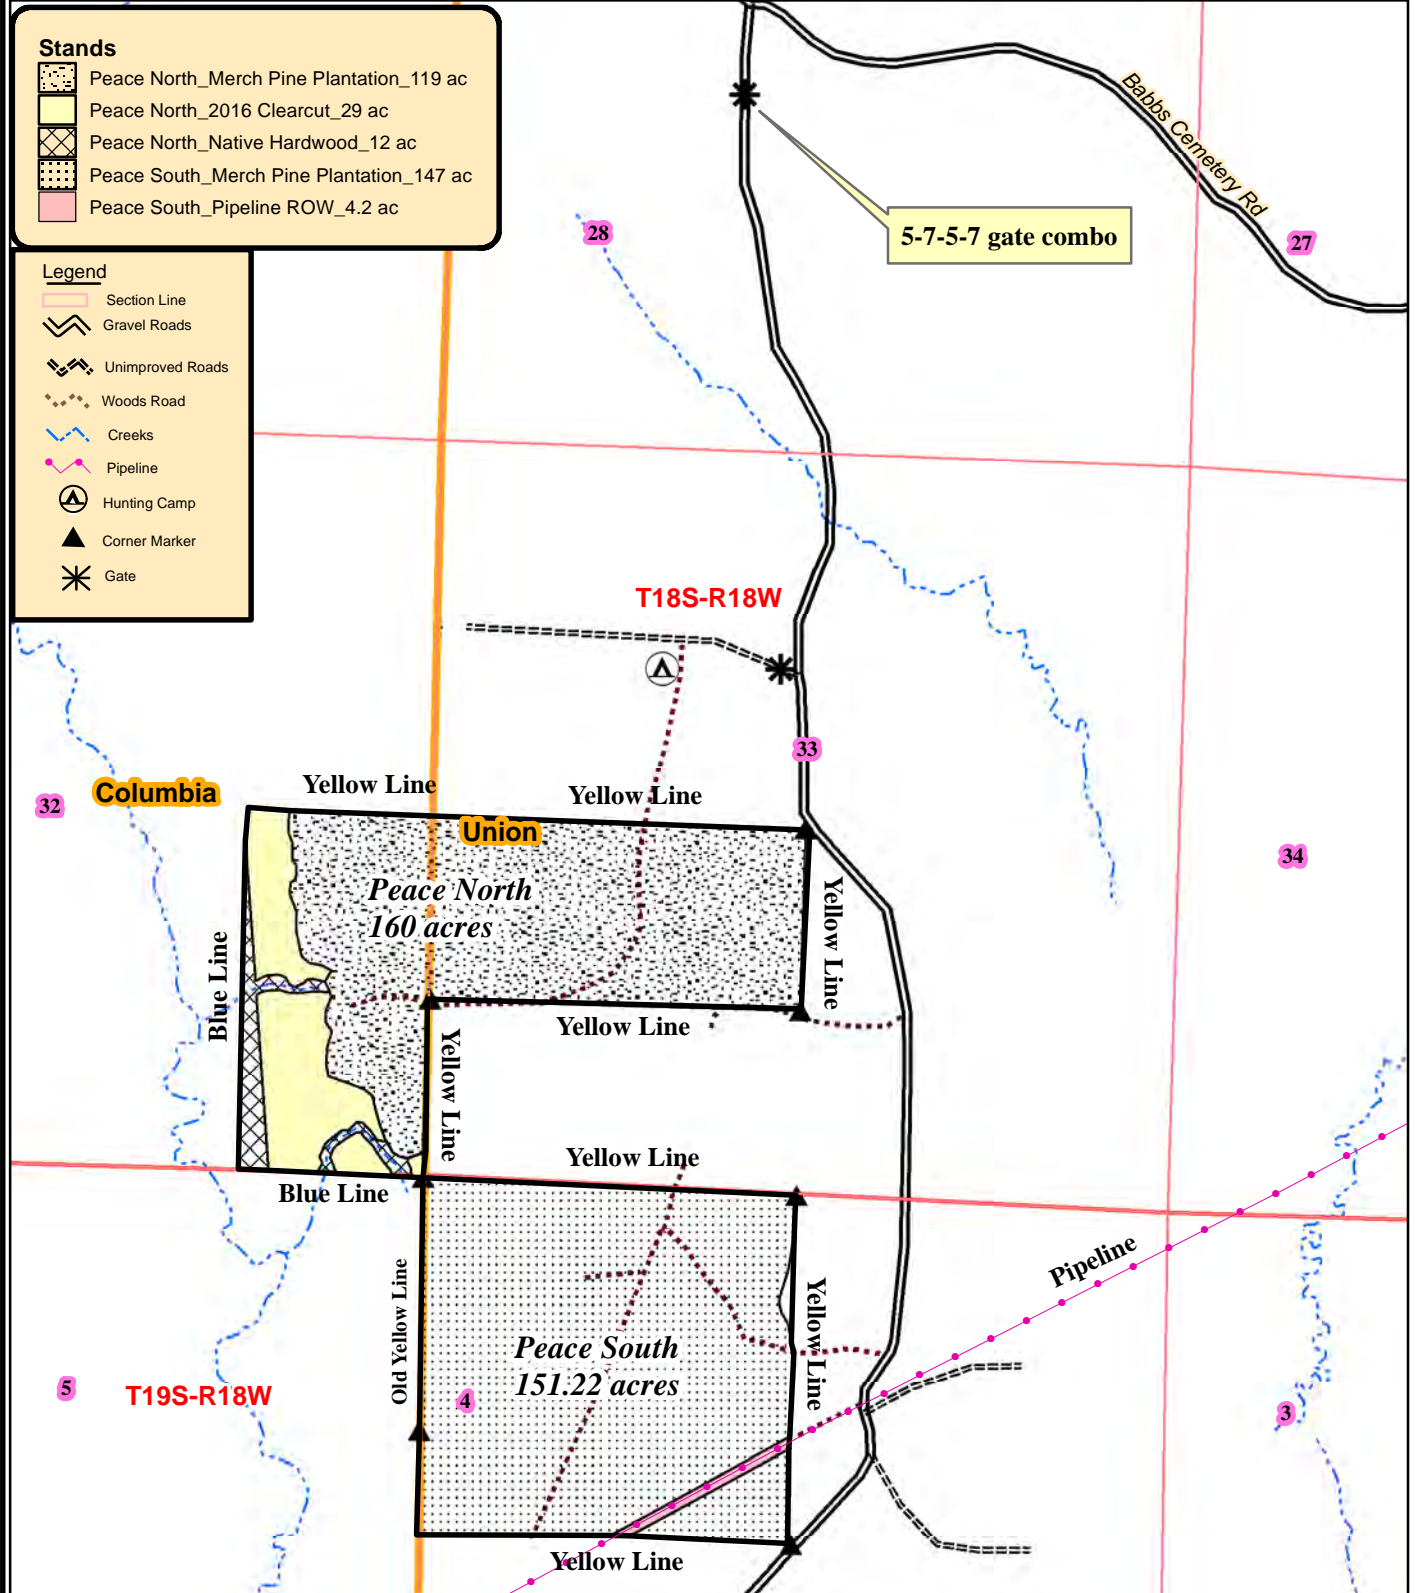 Stands
Peace North_Merch Pine Plantation_119 ac
Peace North_2016 Clearcut_29 ac
Peace North_Native Hardwood_12 ac
Peace South_Merch Pine Plantation_147 ac
Peace South_Pipeline ROW_4.2 ac
Legend
Section Line
Gravel Roads
Unimproved Roads
Woods Road
Creeks
Pipeline
Hunting Camp
Corner Marker
Gate
Babbs Cemetery Rd
28
5-7-5-7 gate combo
27
T18S-R18W
33
32
Columbia
Yellow Line
Yellow Line
Union
34
Peace North
160 acres
Yellow Line
Blue Line
Yellow Line
Yellow Line
Yellow Line
Blue Line
Pipeline
Old Yellow Line
Yellow Line
Peace South
151.22 acres
5
T19S-R18W
4
3
Yellow Line